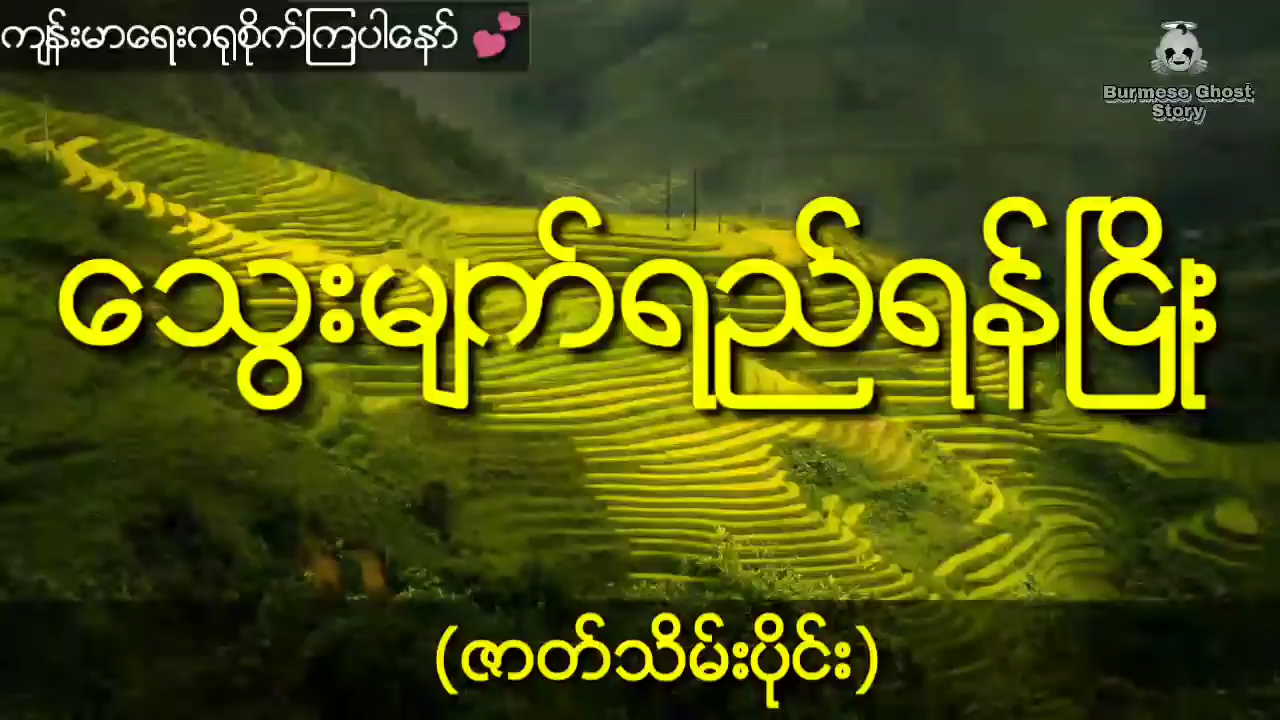 ကျန်းမာရေးဂရုစိုက်ကြပါနော် 💕
Burmese Ghost
Story
သွေးမျက်ရည်ရန်ငြိုး
(ဇာတ်သိမ်းပိုင်း)